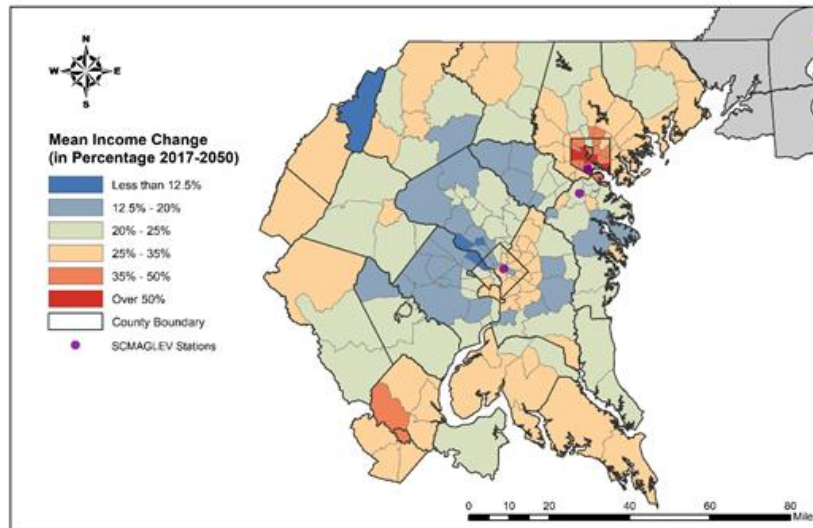 N
W E
S
Mean Income Change
(in Percentage 2017-2050)
Less than 12.5%
12.5% - 20%
20% - 25%
25% - 35%
35% - 50%
Over 50%
County Boundary
SCMAGLEV Stations
0 10 20 40 60 80
Mile